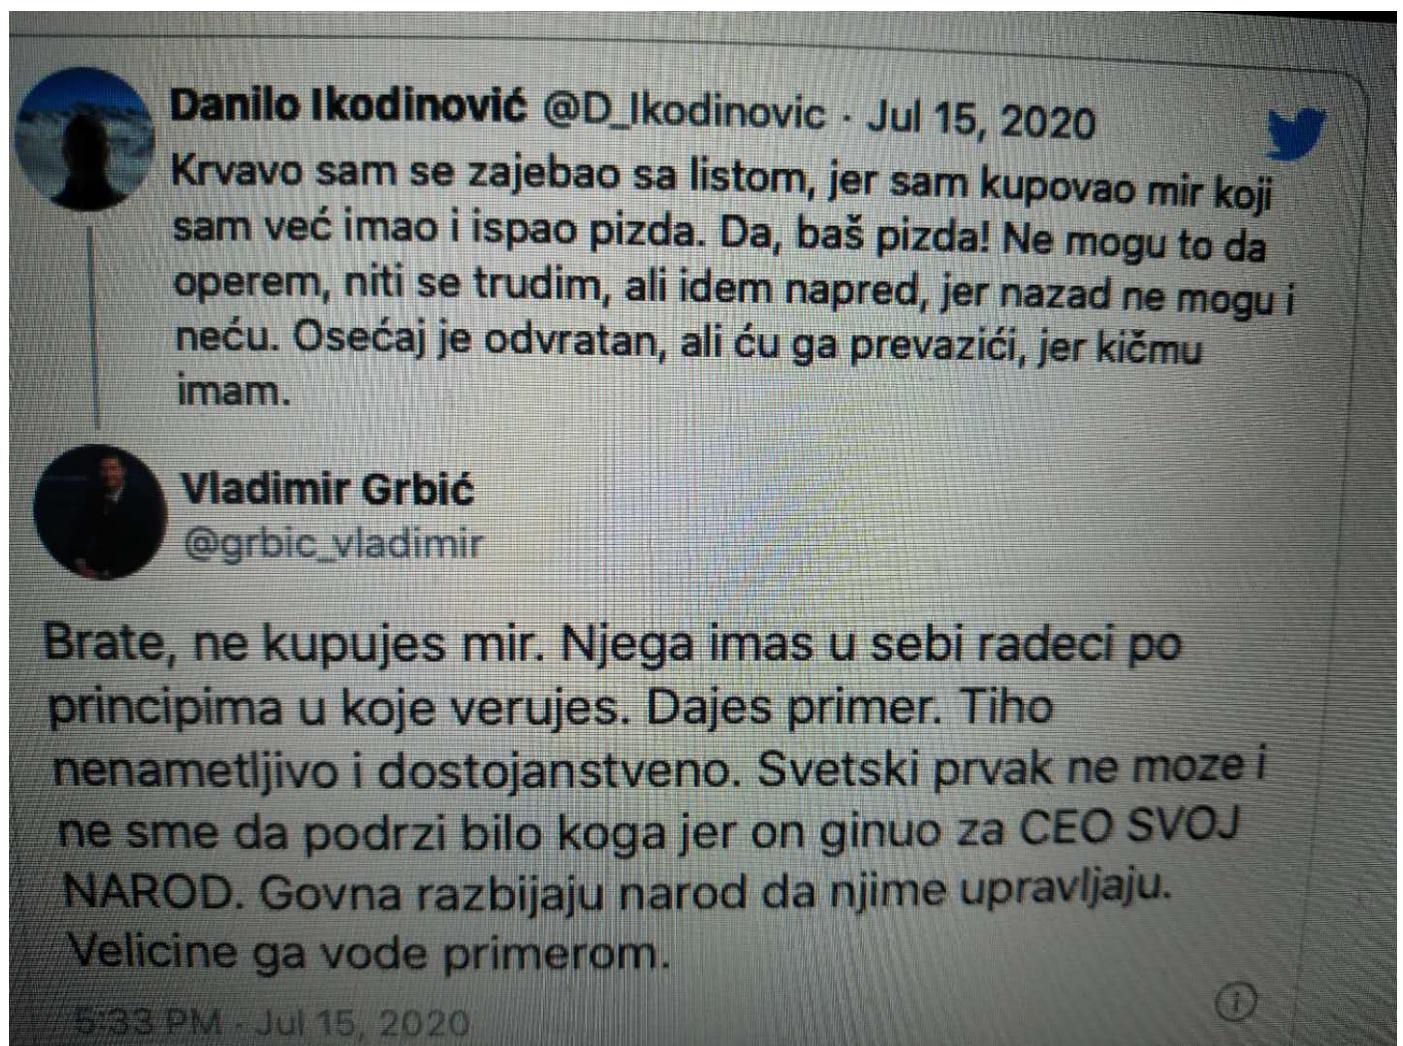 Danilo Ikodinović @D_Ikodinovic · Jul 15, 2020
Krvavo sam se zajebao sa listom, jer sam kupovao mir koji
sam već imao i ispao pizda. Da, baš pizda! Ne mogu to da
operem, niti se trudim, ali idem napred, jer nazad ne mogu i
neću. Osećaj je odvratan, ali ću ga prevazići, jer kičmu
imam.
Vladimir Grbić
@grbic_vladimir
Brate, ne kupujes mir. Njega imas u sebi radeci po
principima u koje verujes. Dajes primer. Tiho
nenametljivo i dostojanstveno. Svetski prvak ne moze i
ne sme da podrzi bilo koga jer on ginuo za CEO SVOJ
NAROD. Govna razbijaju narod da njime upravljaju.
Velicine ga vode primerom.
5:33 PM · Jul 15, 2020